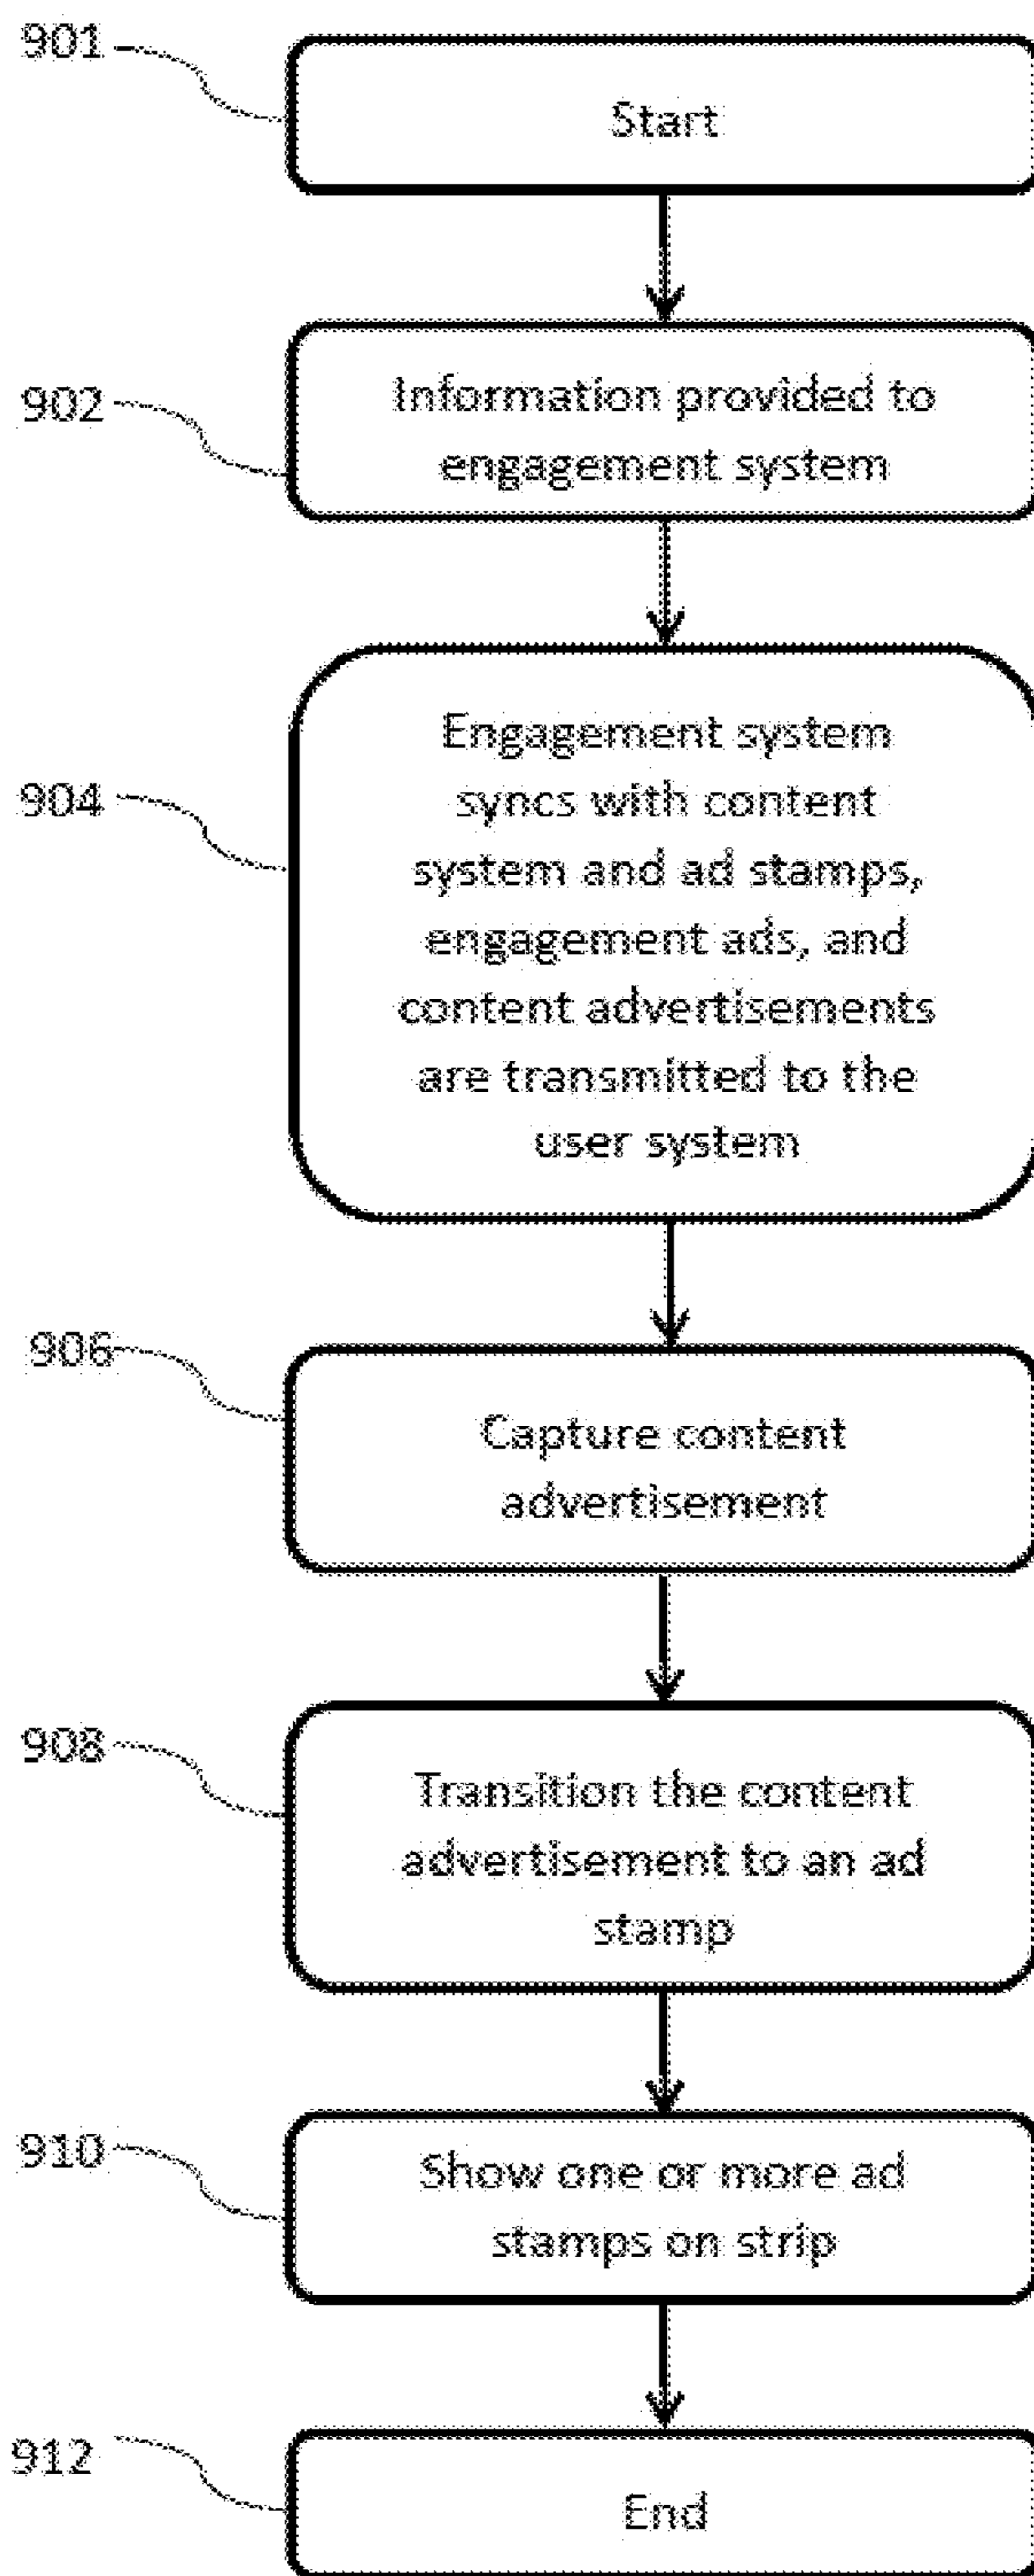 901
Start
902
Information provided to
engagement system
904
Engagement system
syncs with content
system and ad stamps,
engagement ads, and
content advertisements
are transmitted to the
user system
906
Capture content
advertisement
908
Transition the content
advertisement to an ad
stamp
910
Show one or more ad
stamps on strip
912
End